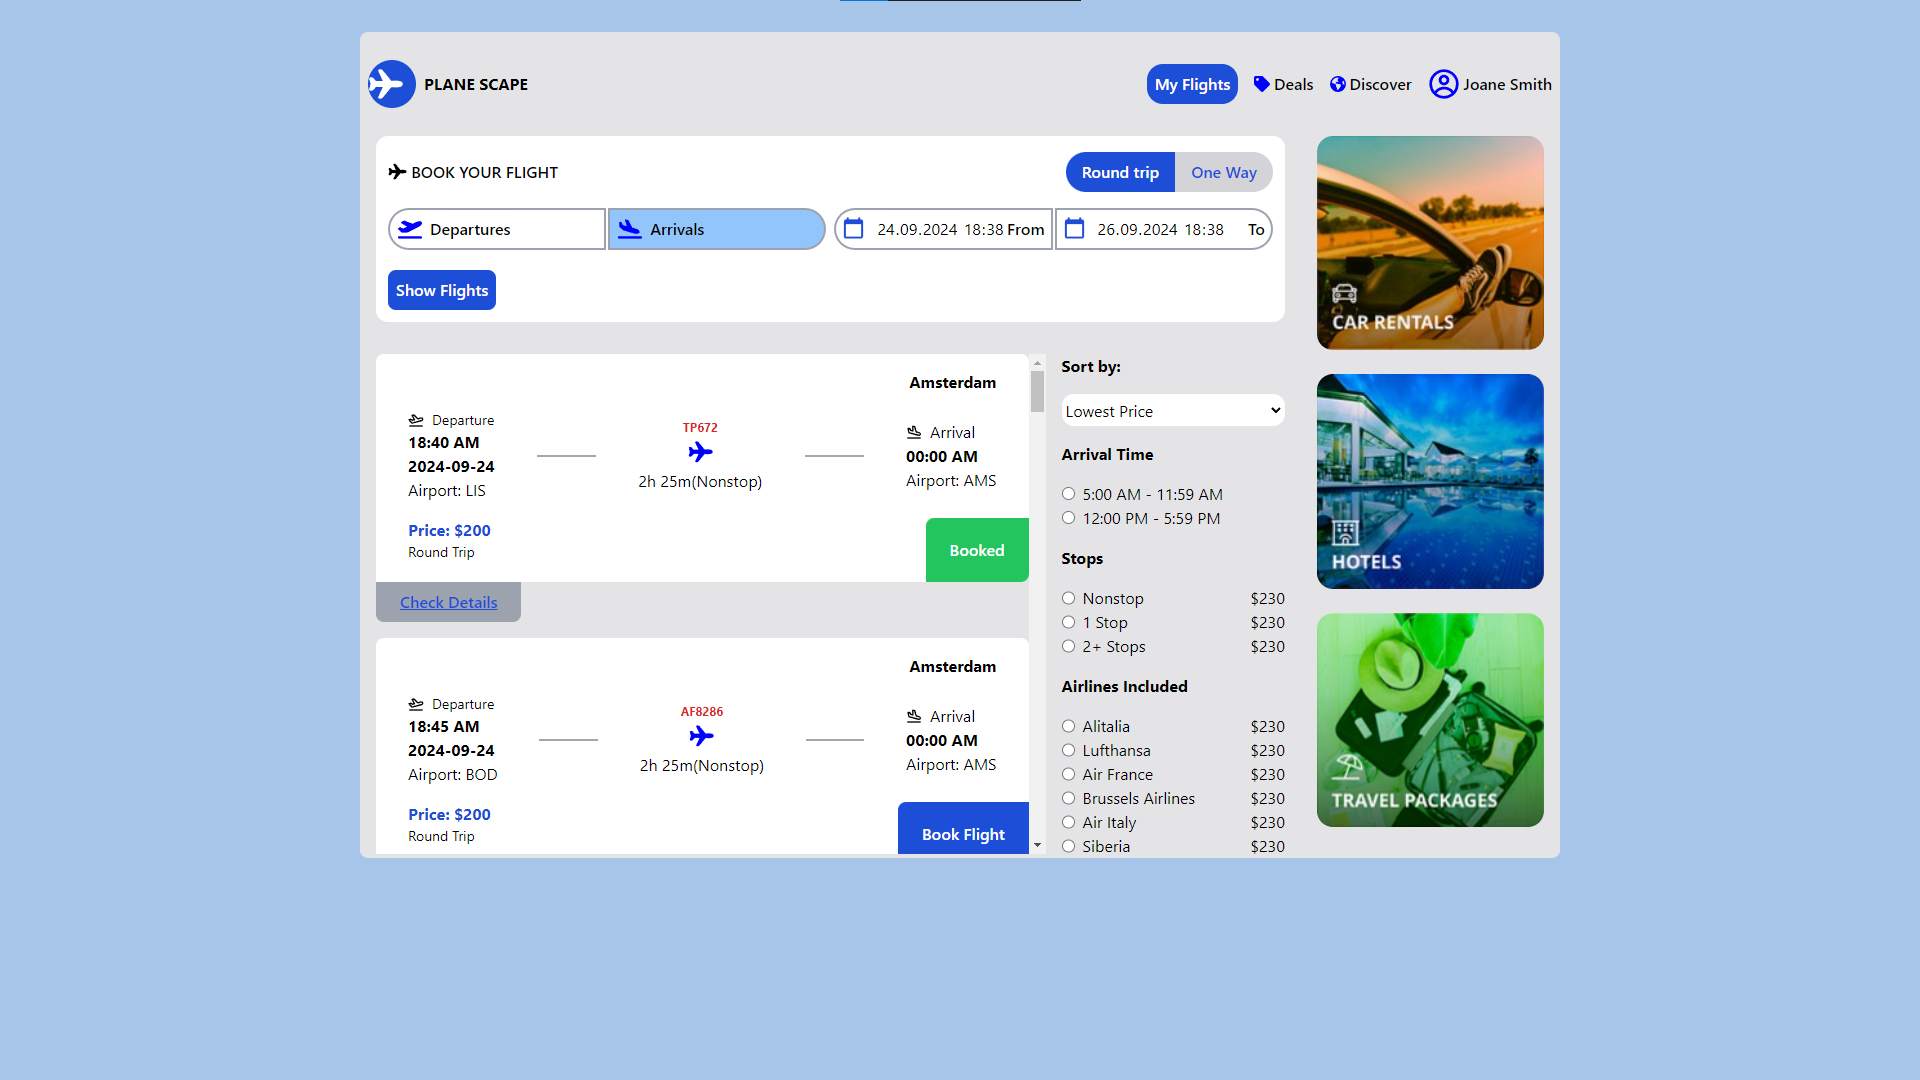 PLANE SCAPE
My Flights
Deals
Discover
Joane Smith
BOOK YOUR FLIGHT
Round trip
One Way
Departures
Arrivals
24.09.2024 18:38 From
26.09.2024 18:38 To
Show Flights
Amsterdam
Departure
18:40 AM
2024-09-24
Airport: LIS
TP672
2h 25m(Nonstop)
Arrival
00:00 AM
Airport: AMS
Price: $200
Round Trip
Booked
Check Details
Amsterdam
Departure
18:45 AM
2024-09-24
Airport: BOD
AF8286
2h 25m(Nonstop)
Arrival
00:00 AM
Airport: AMS
Price: $200
Round Trip
Book Flight
Sort by:
Lowest Price
Arrival Time
5:00 AM - 11:59 AM
12:00 PM - 5:59 PM
Stops
Nonstop $230
1 Stop $230
2+ Stops $230
Airlines Included
Alitalia $230
Lufthansa $230
Air France $230
Brussels Airlines $230
Air Italy $230
Siberia $230
CAR RENTALS
HOTELS
TRAVEL PACKAGES